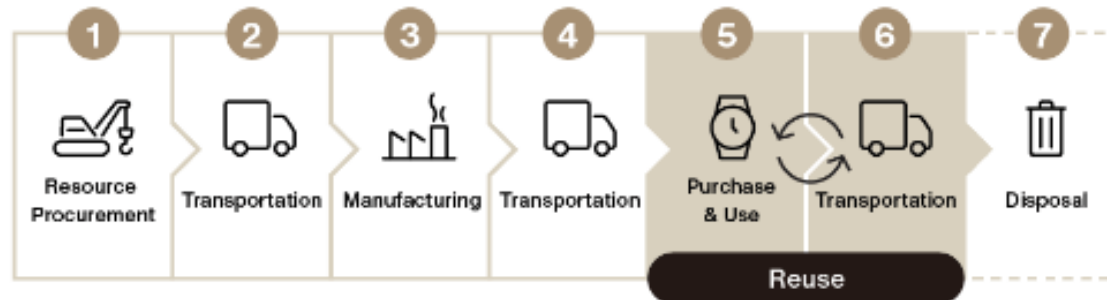 1
2
3
4
5
6
7
Resource
Procurement
Transportation
Manufacturing
Transportation
Purchase
& Use
Transportation
Disposal
Reuse